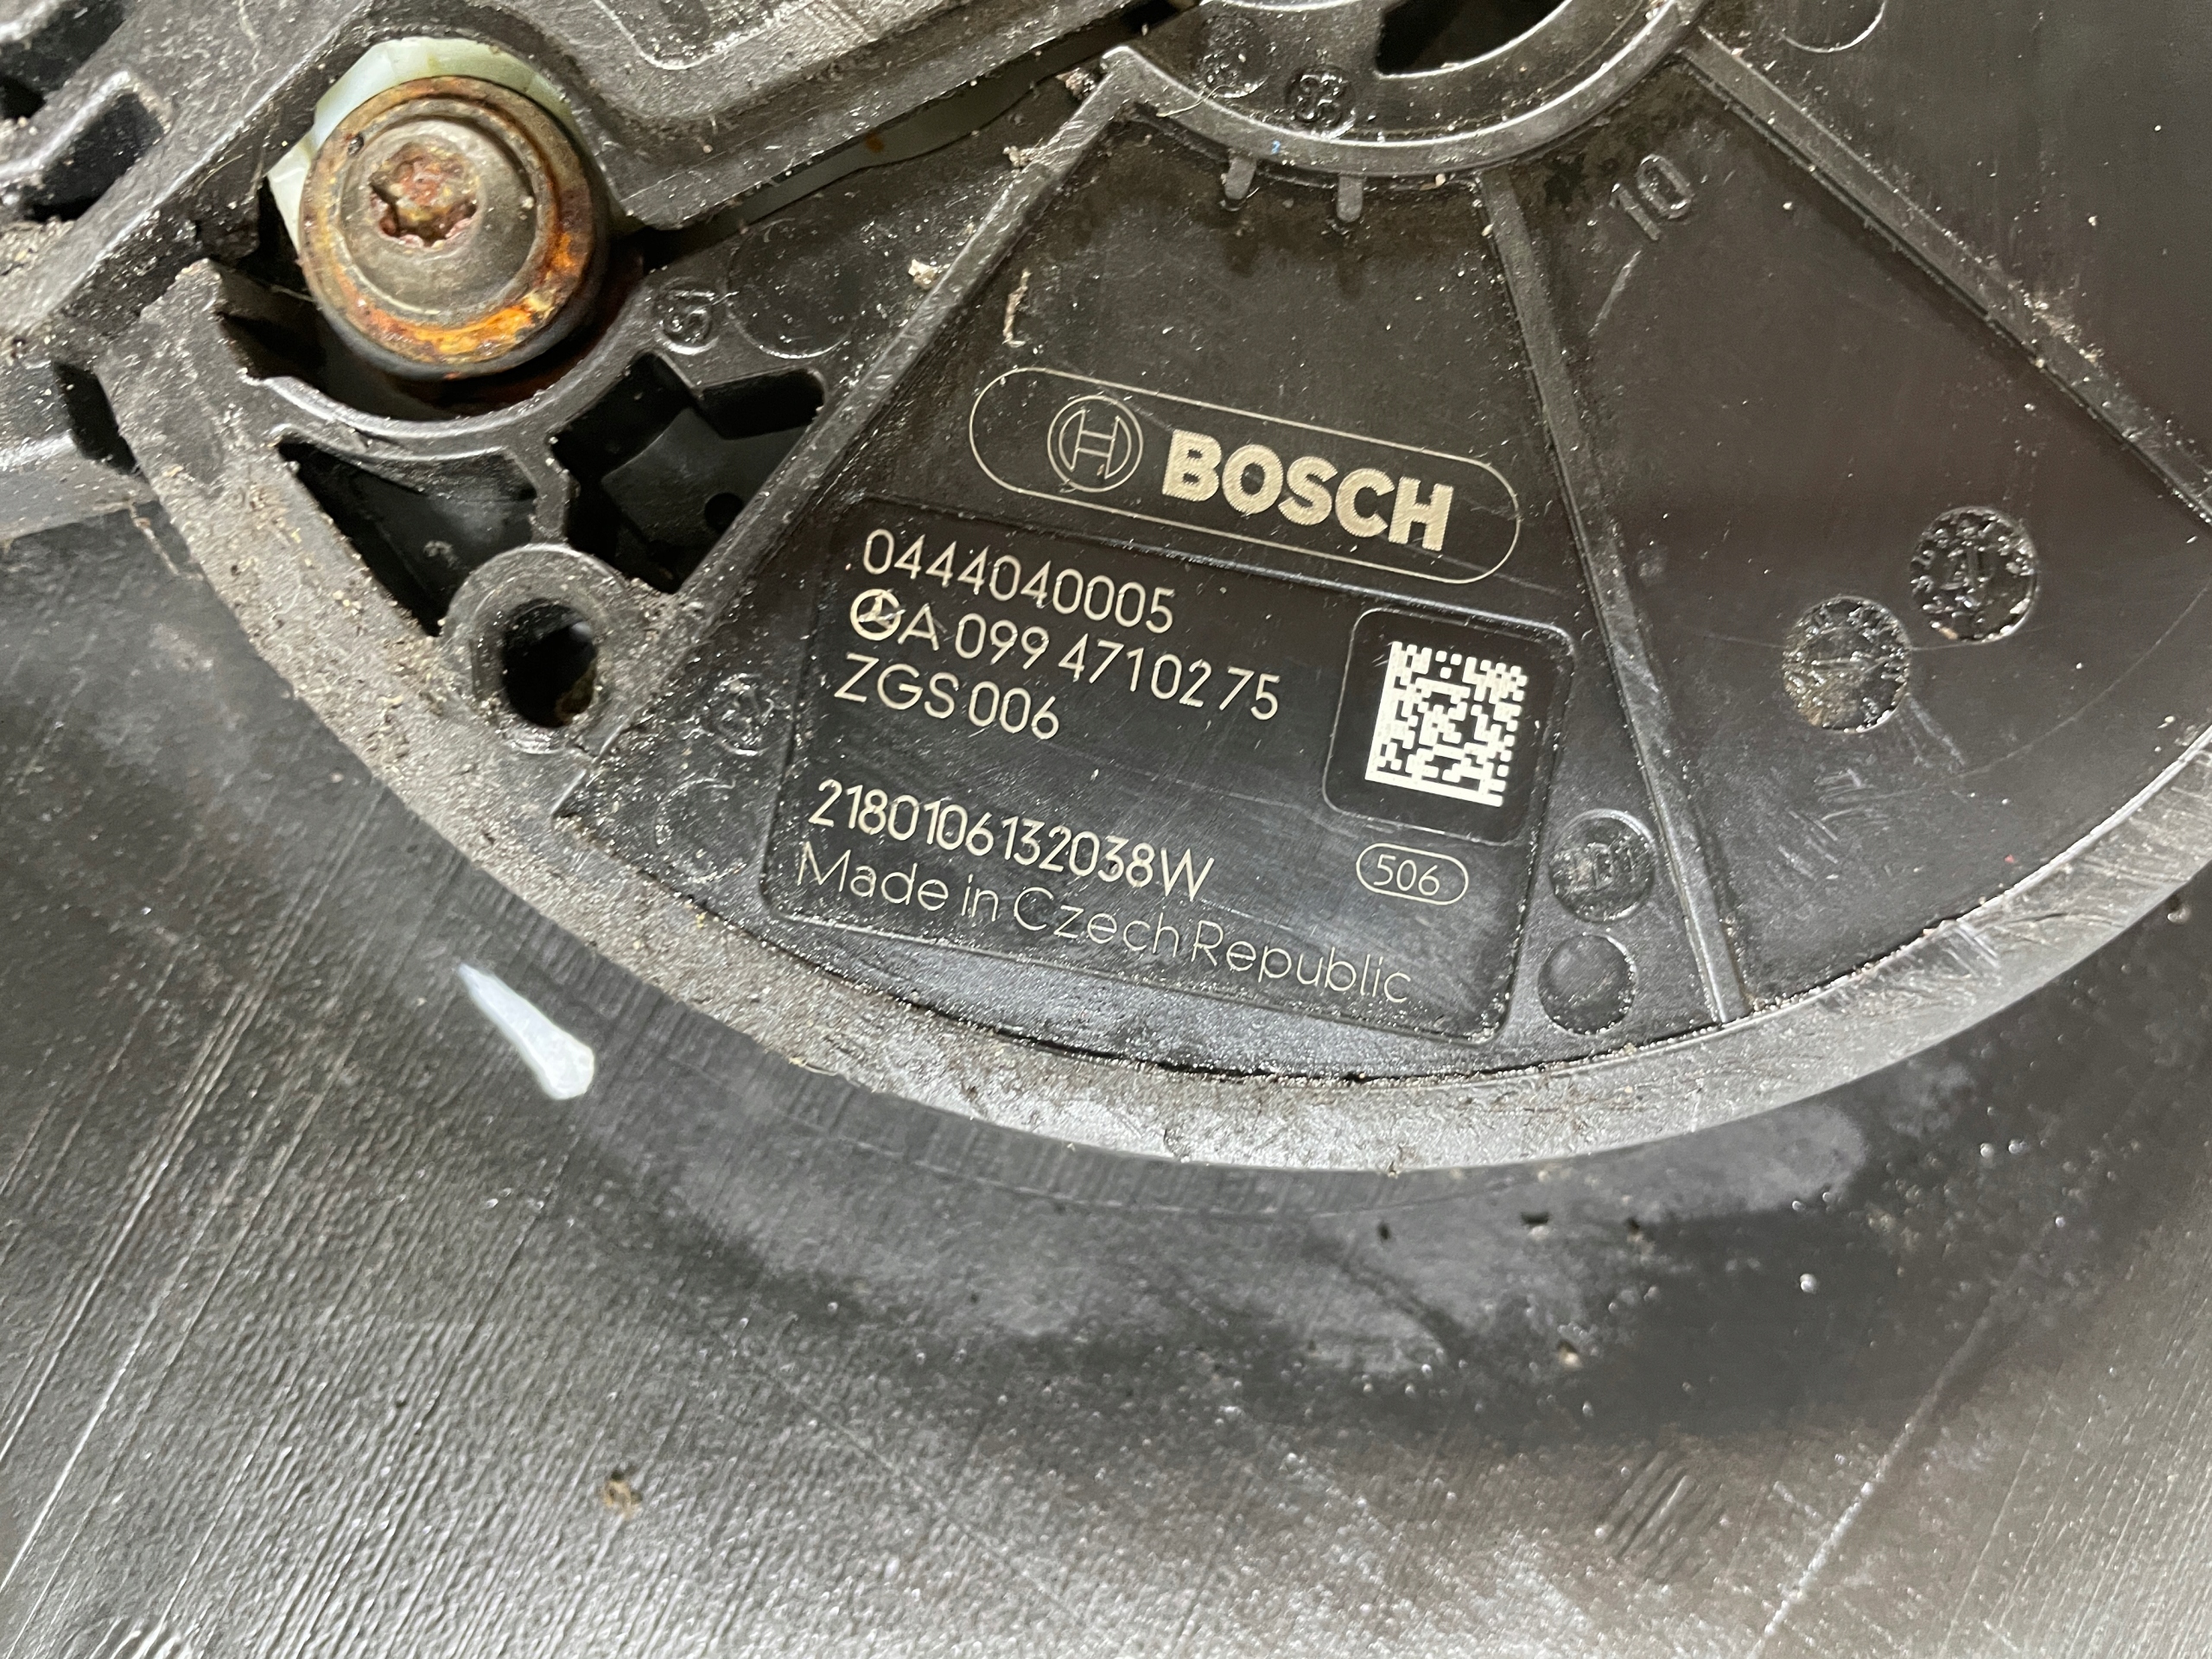 10
BOSCH
0444040005
A 099 471 02 75
ZGS 006
2180106132038W
506
Made in Czech Republic